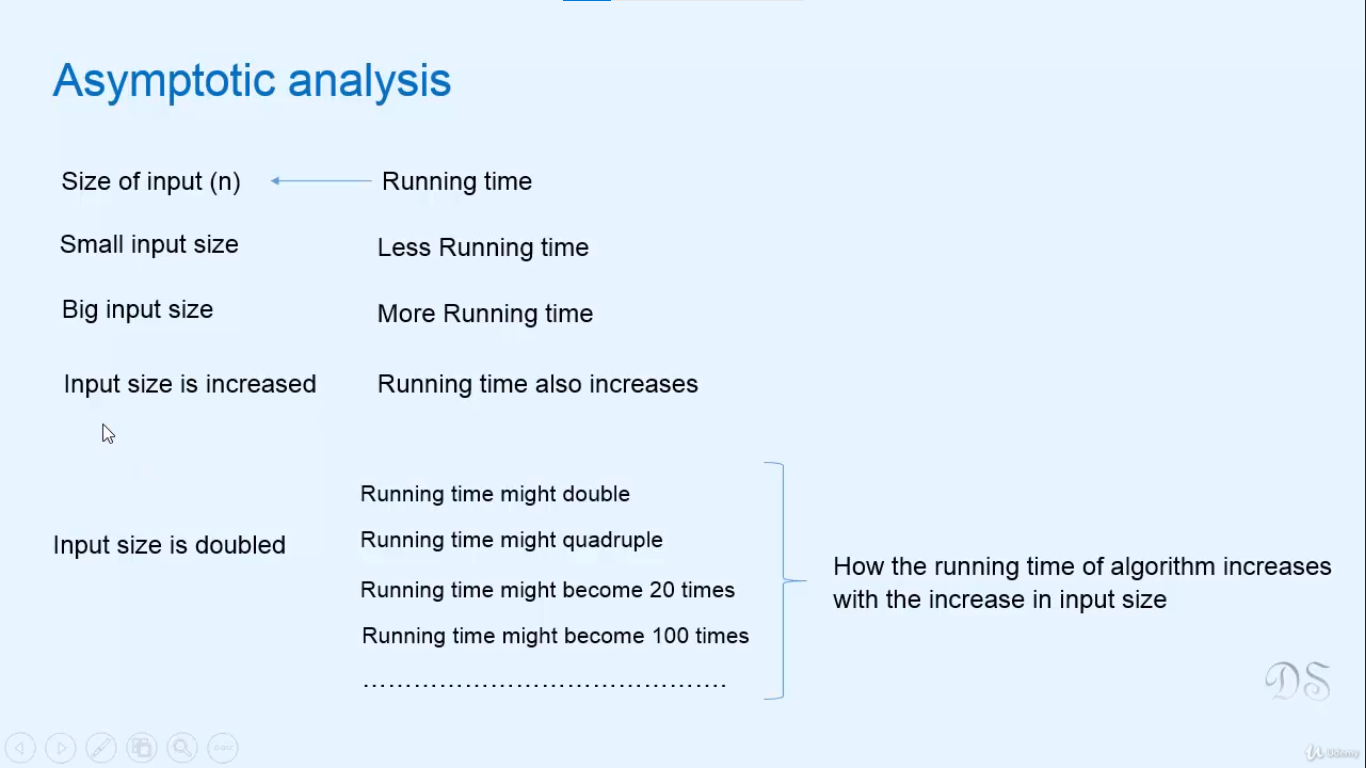 Asymptotic analysis
Size of input (n)
Running time
Small input size
Less Running time
Big input size
More Running time
Input size is increased
Running time also increases
Input size is doubled
Running time might double
Running time might quadruple
Running time might become 20 times
Running time might become 100 times
...........................................
How the running time of algorithm increases
with the increase in input size
DS
Udemy